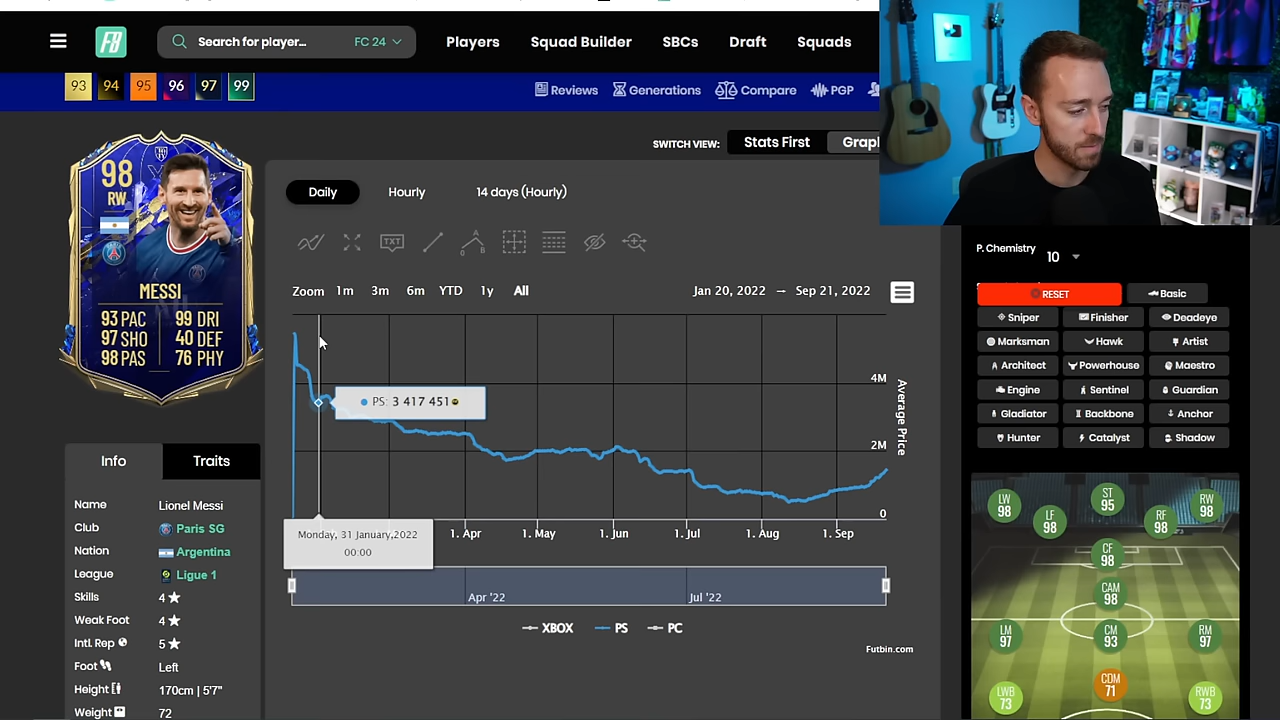 FB
Search for player...
FC 24
Players
Squad Builder
SBCs
Draft
Squads
93
94
95
96
97
99
Reviews
Generations
Compare
PGP
SWITCH VIEW:
Stats First
Grap
98
RW
MESSI
93 PAC
99 DRI
97 SHO
40 DEF
98 PAS
76 PHY
Daily
Hourly
14 days (Hourly)
TXT
Zoom
1m
3m
6m
YTD
1y
All
Jan 20, 2022 → Sep 21, 2022
4M
2M
0
Average Price
PS: 3 417 451
Monday, 31 January,2022
00:00
1. Apr
1. May
1. Jun
1. Jul
1. Aug
1. Sep
Apr '22
Jul '22
XBOX
PS
PC
Futbin.com
Info
Traits
Name
Lionel Messi
Club
Paris SG
Nation
Argentina
League
Ligue 1
Skills
4★
Weak Foot
4★
Intl. Rep
5★
Foot
Left
Height
170cm | 5'7"
Weight
72
P. Chemistry
10
RESET
Basic
Sniper
Finisher
Deadeye
Marksman
Hawk
Artist
Architect
Powerhouse
Maestro
Engine
Sentinel
Guardian
Gladiator
Backbone
Anchor
Hunter
Catalyst
Shadow
LW
98
LF
98
ST
95
RF
98
RW
98
CF
98
CAM
98
LM
97
CM
93
RM
97
CDM
71
LWB
73
RWB
73